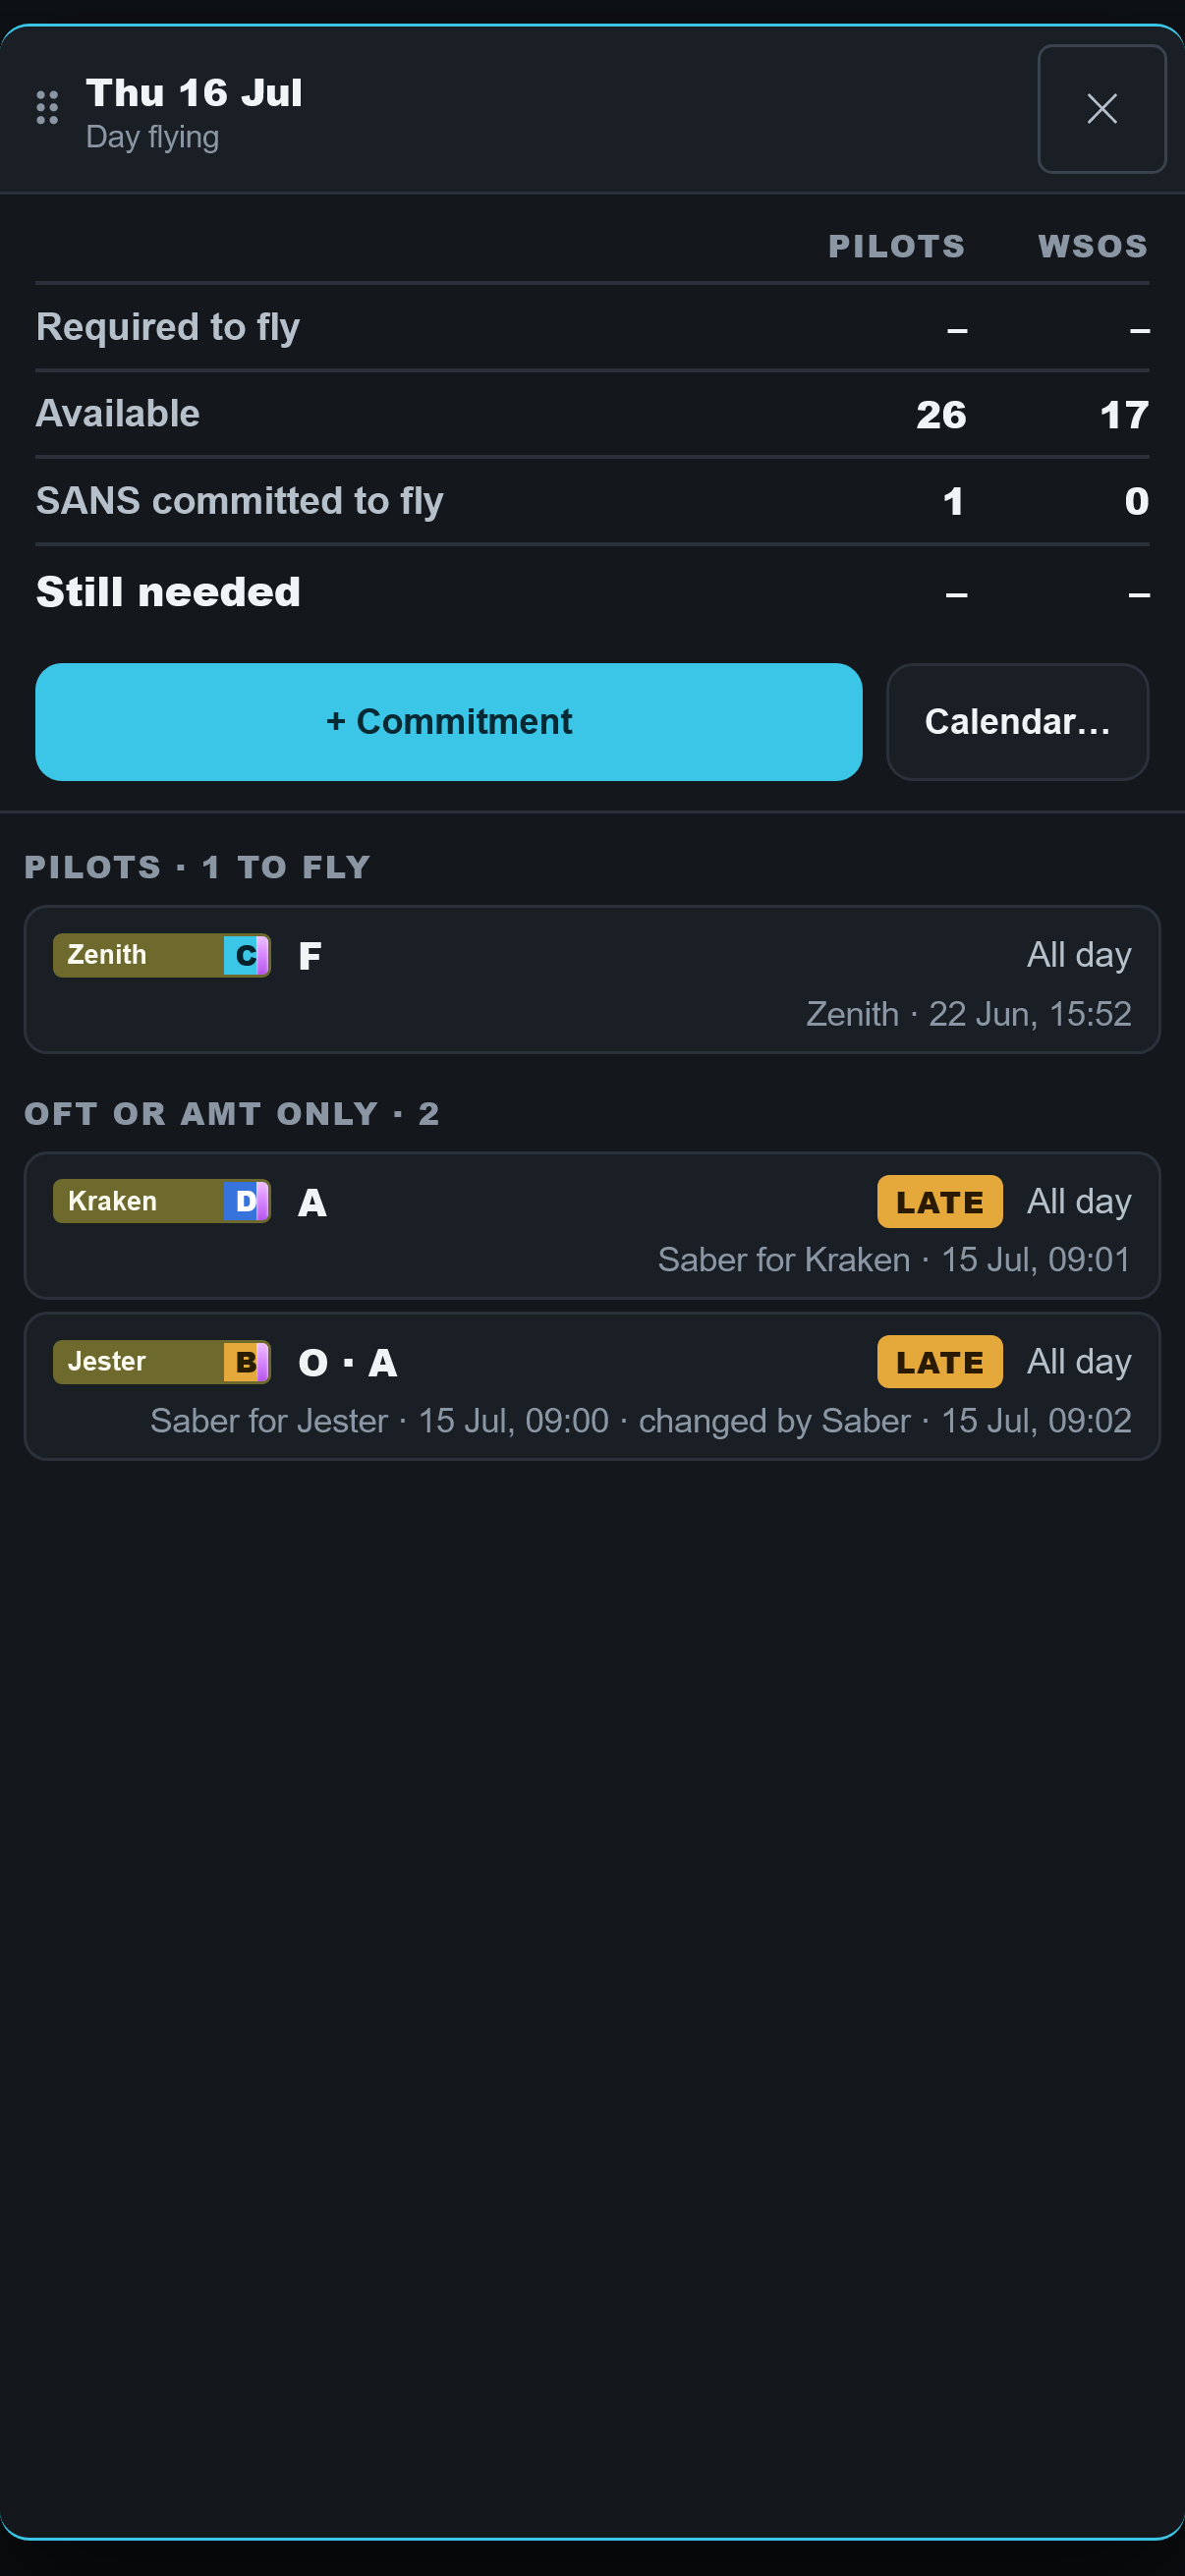 Thu 16 Jul
Day flying
PILOTS WSOS
Required to fly – –
Available 26 17
SANS committed to fly 1 0
Still needed – –
+ Commitment Calendar...
PILOTS · 1 TO FLY
Zenith C F All day
Zenith · 22 Jun, 15:52
OFT OR AMT ONLY · 2
Kraken D A LATE All day
Saber for Kraken · 15 Jul, 09:01
Jester B O · A LATE All day
Saber for Jester · 15 Jul, 09:00 · changed by Saber · 15 Jul, 09:02